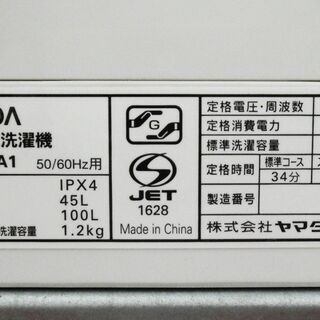 DA
洗濯機
A1 50/60Hz用
IPX4
45L
100L
洗濯容量 1.2kg
G
S
JET
1628
Made in China
定格電圧・周波数
定格消費電力
標準洗濯容量
定格時間 標準コース ス
34分
製造番号
株式会社ヤマダ